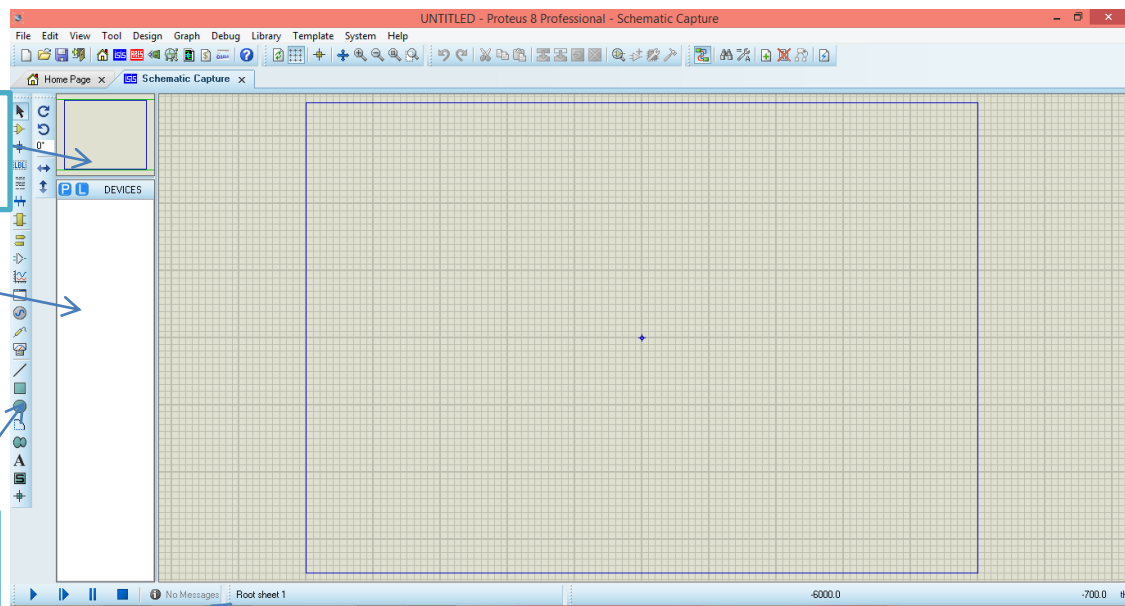 UNTITLED - Proteus 8 Professional - Schematic Capture
File Edit View Tool Design Graph Debug Library Template System Help
Home Page x Schematic Capture x
0°
LBL
P L DEVICES
A
S
No Messages Root sheet 1 -6000.0 -700.0